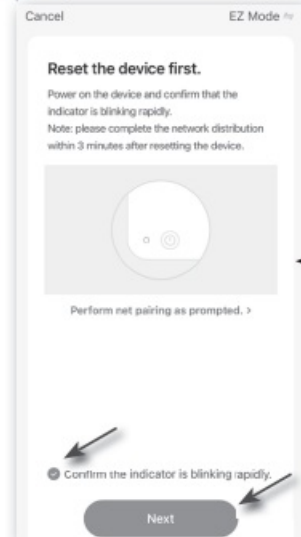 Cancel EZ Mode
Reset the device first.
Power on the device and confirm that the
indicator is blinking rapidly.
Note: please complete the network distribution
within 3 minutes after resetting the device.
Perform net pairing as prompted. >
Confirm the indicator is blinking rapidly.
Next